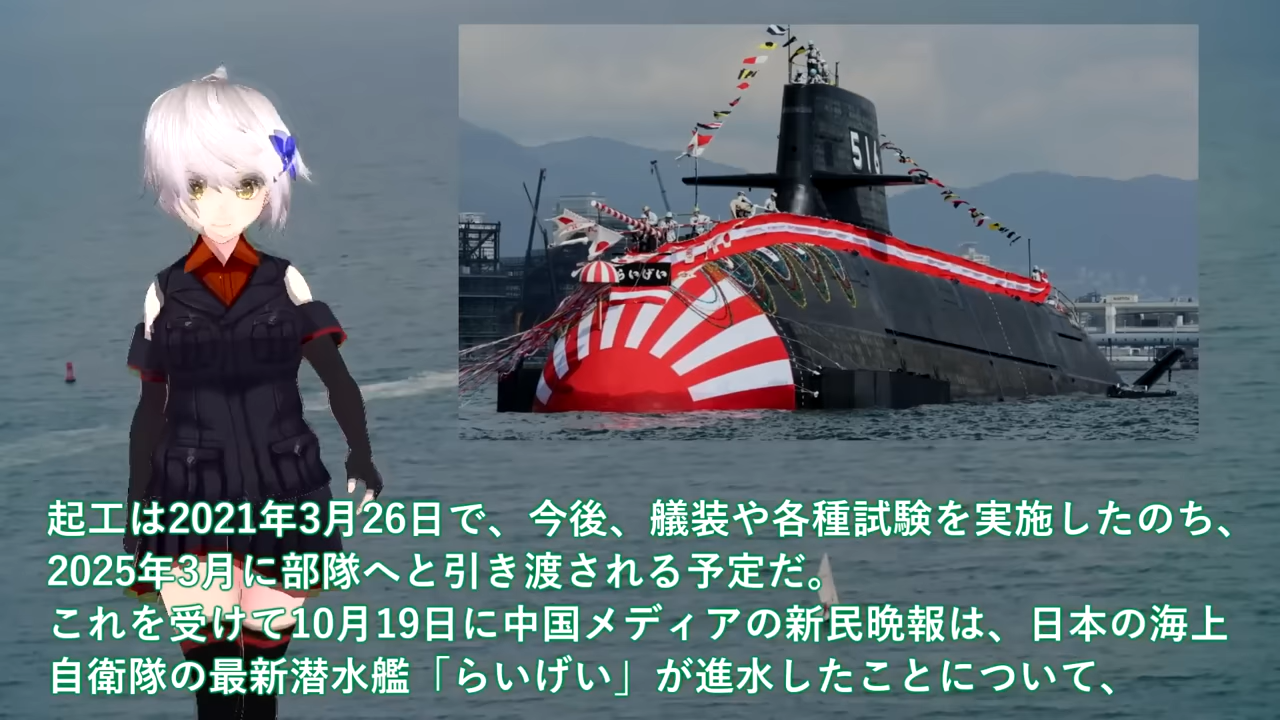 516
らいげい
起工は2021年3月26日で、今後、艤装や各種試験を実施したのち、
2025年3月に部隊へと引き渡される予定だ。
これを受けて10月19日に中国メディアの新民晩報は、日本の海上
自衛隊の最新潜水艦「らいげい」が進水したことについて、